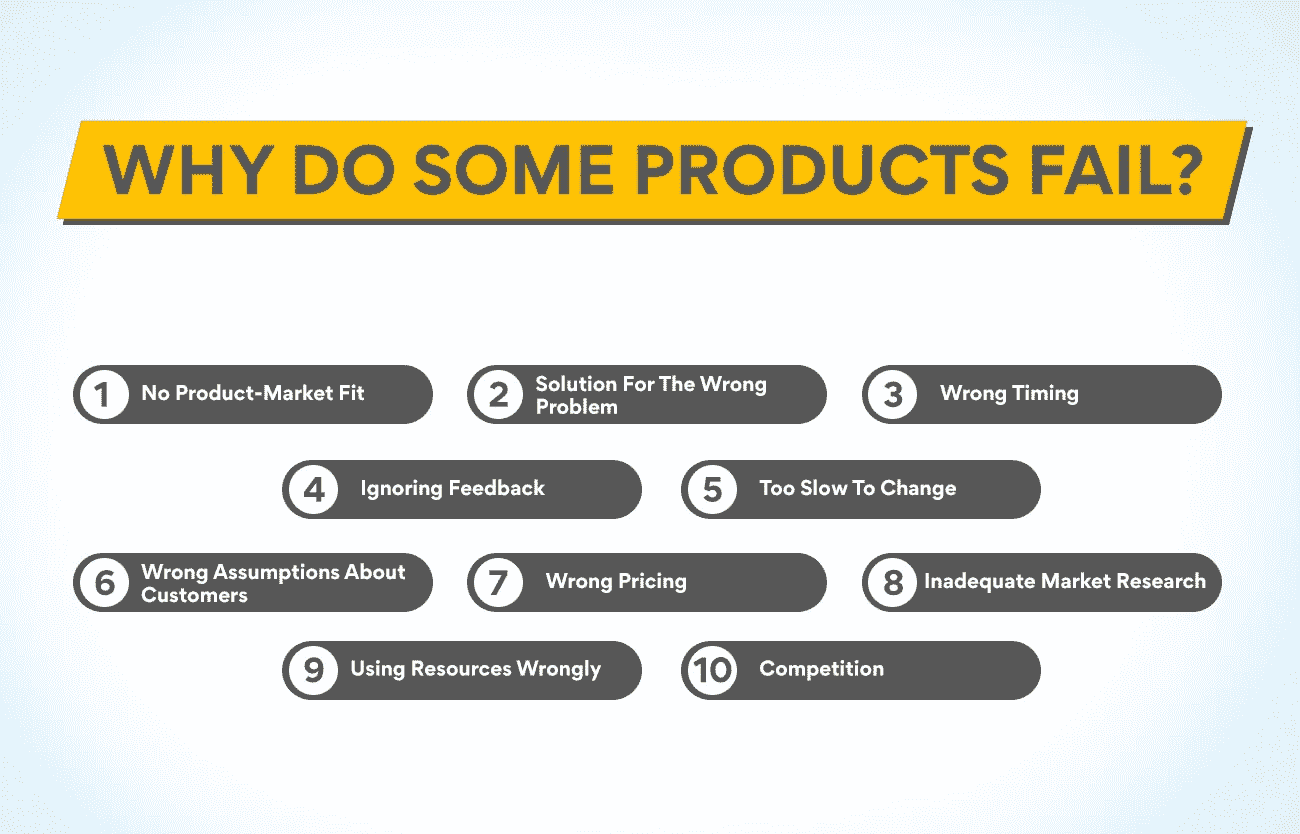 WHY DO SOME PRODUCTS FAIL?
1 No Product-Market Fit
2 Solution For The Wrong
Problem
3 Wrong Timing
4 Ignoring Feedback
5 Too Slow To Change
6 Wrong Assumptions About
Customers
7 Wrong Pricing
8 Inadequate Market Research
9 Using Resources Wrongly
10 Competition